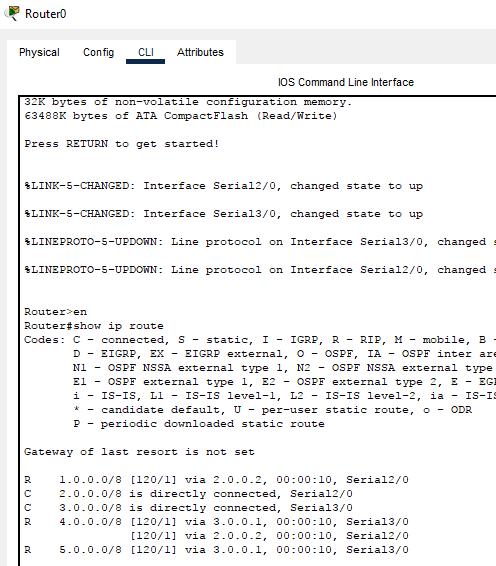 Router0
Physical Config CLI Attributes
IOS Command Line Interface
32K bytes of non-volatile configuration memory.
63488K bytes of ATA CompactFlash (Read/Write)
Press RETURN to get started!
%LINK-5-CHANGED: Interface Serial2/0, changed state to up
%LINK-5-CHANGED: Interface Serial3/0, changed state to up
%LINEPROTO-5-UPDOWN: Line protocol on Interface Serial3/0, changed s
%LINEPROTO-5-UPDOWN: Line protocol on Interface Serial2/0, changed s
Router>en
Router#show ip route
Codes: C - connected, S - static, I - IGRP, R - RIP, M - mobile, B -
D - EIGRP, EX - EIGRP external, O - OSPF, IA - OSPF inter are
N1 - OSPF NSSA external type 1, N2 - OSPF NSSA external type
E1 - OSPF external type 1, E2 - OSPF external type 2, E - EG
i - IS-IS, L1 - IS-IS level-1, L2 - IS-IS level-2, ia - IS-IS
* - candidate default, U - per-user static route, o - ODR
P - periodic downloaded static route
Gateway of last resort is not set
R 1.0.0.0/8 [120/1] via 2.0.0.2, 00:00:10, Serial2/0
C 2.0.0.0/8 is directly connected, Serial2/0
C 3.0.0.0/8 is directly connected, Serial3/0
R 4.0.0.0/8 [120/1] via 3.0.0.1, 00:00:10, Serial3/0
[120/1] via 2.0.0.2, 00:00:10, Serial2/0
R 5.0.0.0/8 [120/1] via 3.0.0.1, 00:00:10, Serial3/0